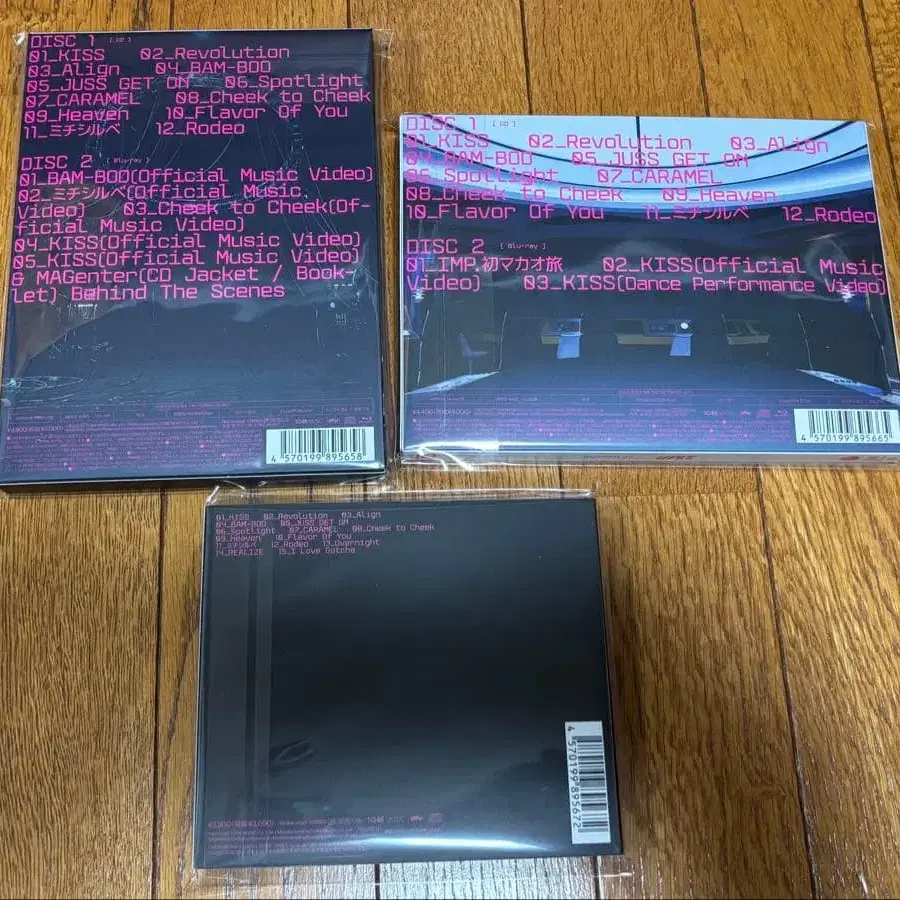 DISC 1 [ CD ]
01_KISS 02_Revolution
03_Align 04_BAM-BOO
05_JUSS GET ON 06_Spotlight
07_CARAMEL 08_Cheek to Cheek
09_Heaven 10_Flavor Of You
11_ミチシルベ 12_Rodeo
DISC 2 [ Blu-ray ]
01_BAM-BOO(Official Music Video)
02_ミチシルベ(Official Music
Video) 03_Cheek to Cheek(Of-
ficial Music Video)
04_KISS(Official Music Video)
05_KISS(Official Music Video)
& MAGenter(CD Jacket / Book-
let) Behind The Scenes
4 570199 895658
DISC 1 [ CD ]
01_KISS 02_Revolution 03_Align
04_BAM-BOO 05_JUSS GET ON
06_Spotlight 07_CARAMEL
08_Cheek to Cheek 09_Heaven
10_Flavor Of You 11_ミチシルベ 12_Rodeo
DISC 2 [ Blu-ray ]
01_IMP.初マカオ旅 02_KISS(Official Music
Video) 03_KISS(Dance Performance Video)
4 570199 895665
01_KISS 02_Revolution 03_Align
04_BAM-BOO 05_JUSS GET ON
06_Spotlight 07_CARAMEL 08_Cheek to Cheek
09_Heaven 10_Flavor Of You
11_ミチシルベ 12_Rodeo 13_Overnight
14_REALIZE 15_I Love Gotcha
4 570199 895672